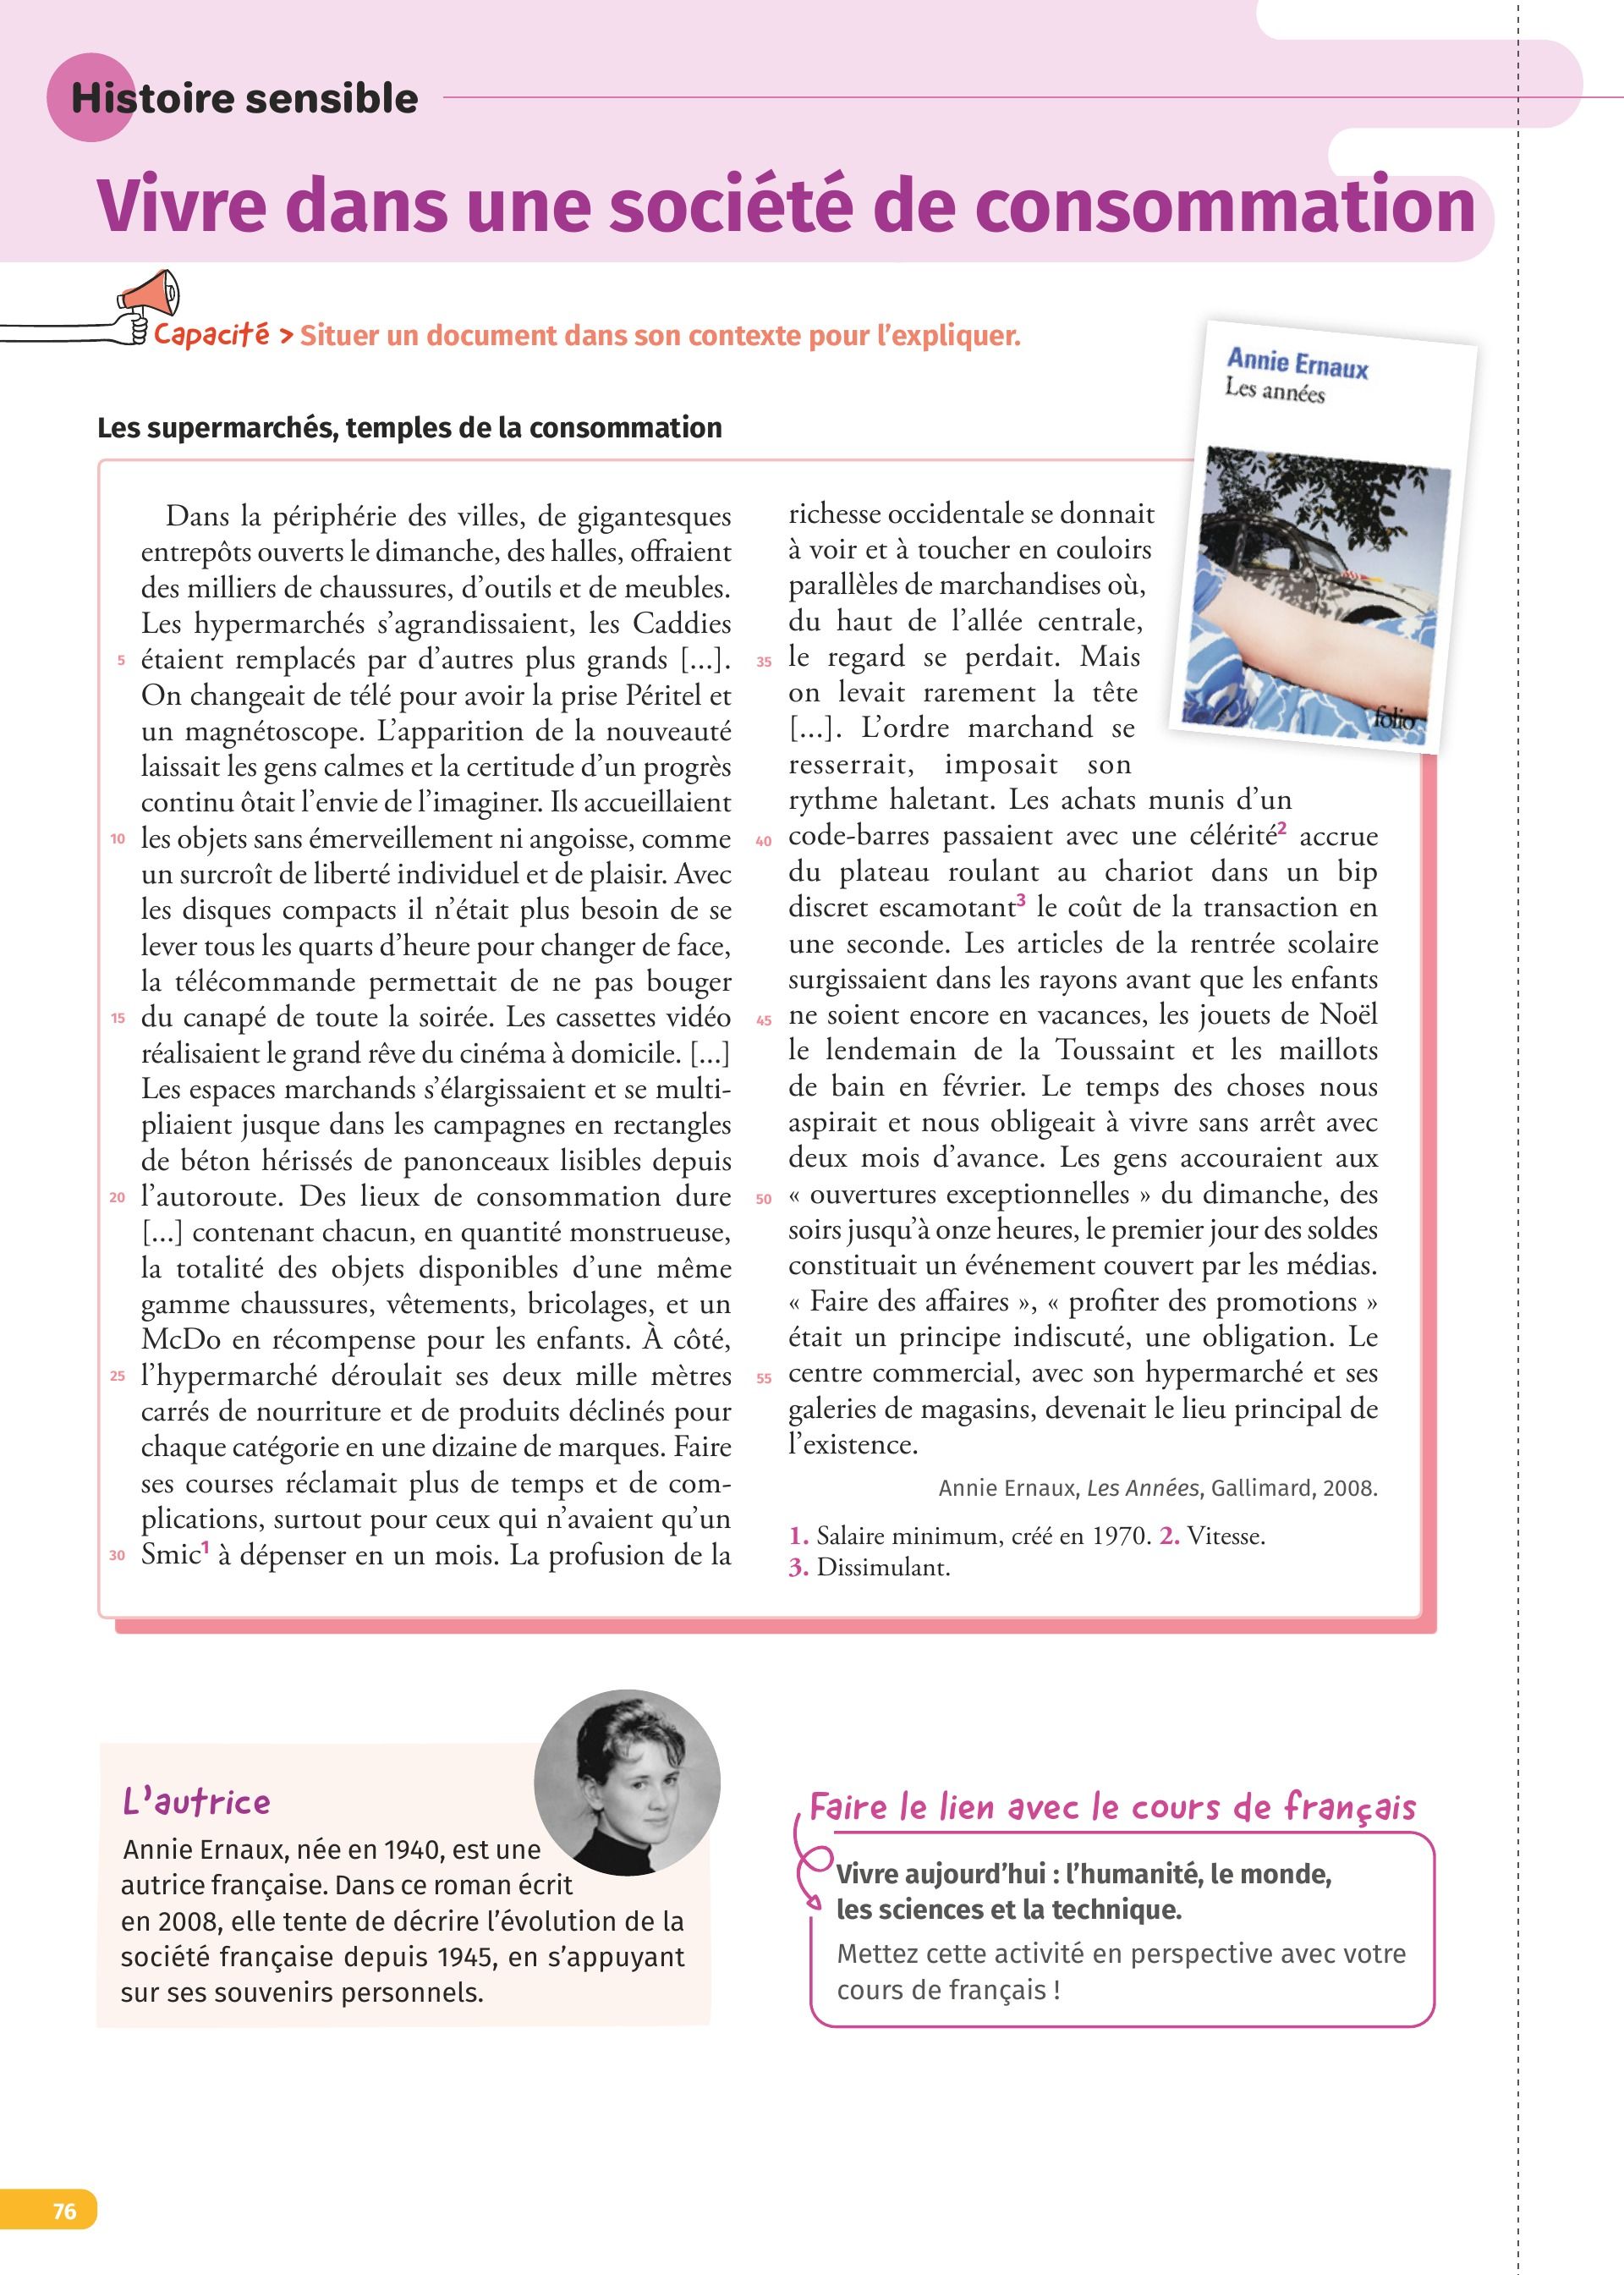 Histoire sensible
Vivre dans une société de consommation
Capacité > Situer un document dans son contexte pour l'expliquer.
Annie Ernaux
Les années
folio
Les supermarchés, temples de la consommation
Dans la périphérie des villes, de gigantesques
entrepôts ouverts le dimanche, des halles, offraient
des milliers de chaussures, d'outils et de meubles.
Les hypermarchés s'agrandissaient, les Caddies
5 étaient remplacés par d'autres plus grands [...].
On changeait de télé pour avoir la prise Péritel et
un magnétoscope. L'apparition de la nouveauté
laissait les gens calmes et la certitude d'un progrès
continu ôtait l'envie de l'imaginer. Ils accueillaient
10 les objets sans émerveillement ni angoisse, comme
un surcroît de liberté individuel et de plaisir. Avec
les disques compacts il n'était plus besoin de se
lever tous les quarts d'heure pour changer de face,
la télécommande permettait de ne pas bouger
15 du canapé de toute la soirée. Les cassettes vidéo
réalisaient le grand rêve du cinéma à domicile. [...]
Les espaces marchands s'élargissaient et se multi-
pliaient jusque dans les campagnes en rectangles
de béton hérissés de panonceaux lisibles depuis
20 l'autoroute. Des lieux de consommation dure
[...] contenant chacun, en quantité monstrueuse,
la totalité des objets disponibles d'une même
gamme chaussures, vêtements, bricolages, et un
McDo en récompense pour les enfants. À côté,
25 l'hypermarché déroulait ses deux mille mètres
carrés de nourriture et de produits déclinés pour
chaque catégorie en une dizaine de marques. Faire
ses courses réclamait plus de temps et de com-
plications, surtout pour ceux qui n'avaient qu'un
30 Smic1 à dépenser en un mois. La profusion de la
richesse occidentale se donnait
à voir et à toucher en couloirs
parallèles de marchandises où,
du haut de l'allée centrale,
35 le regard se perdait. Mais
on levait rarement la tête
[...]. L'ordre marchand se
resserrait, imposait son
rythme haletant. Les achats munis d'un
40 code-barres passaient avec une célérité2 accrue
du plateau roulant au chariot dans un bip
discret escamotant3 le coût de la transaction en
une seconde. Les articles de la rentrée scolaire
surgissaient dans les rayons avant que les enfants
45 ne soient encore en vacances, les jouets de Noël
le lendemain de la Toussaint et les maillots
de bain en février. Le temps des choses nous
aspirait et nous obligeait à vivre sans arrêt avec
deux mois d'avance. Les gens accouraient aux
50 « ouvertures exceptionnelles » du dimanche, des
soirs jusqu'à onze heures, le premier jour des soldes
constituait un événement couvert par les médias.
« Faire des affaires », « profiter des promotions »
était un principe indiscuté, une obligation. Le
55 centre commercial, avec son hypermarché et ses
galeries de magasins, devenait le lieu principal de
l'existence.
Annie Ernaux, Les Années, Gallimard, 2008.
1. Salaire minimum, créé en 1970. 2. Vitesse.
3. Dissimulant.
L'autrice
Annie Ernaux, née en 1940, est une
autrice française. Dans ce roman écrit
en 2008, elle tente de décrire l'évolution de la
société française depuis 1945, en s'appuyant
sur ses souvenirs personnels.
Faire le lien avec le cours de français
Vivre aujourd'hui : l'humanité, le monde,
les sciences et la technique.
Mettez cette activité en perspective avec votre
cours de français !
76